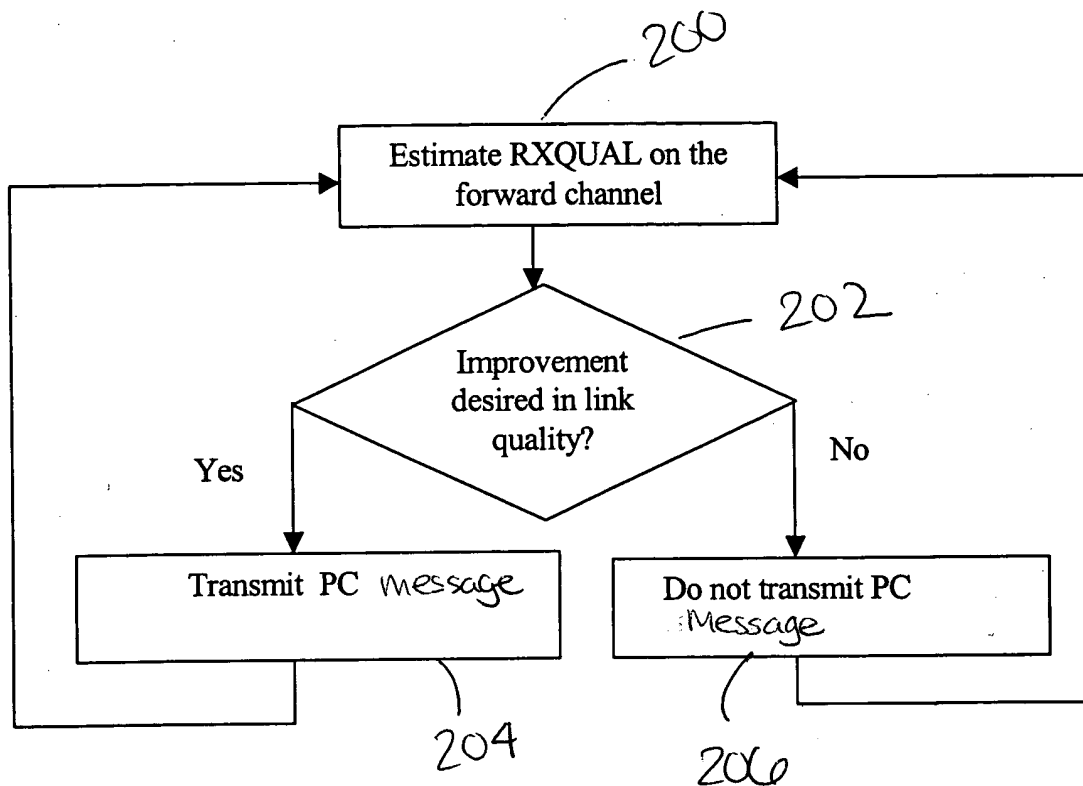 200
Estimate RXQUAL on the
forward channel
202
Improvement
desired in link
quality?
Yes
No
Transmit PC message
Do not transmit PC
Message
204
206